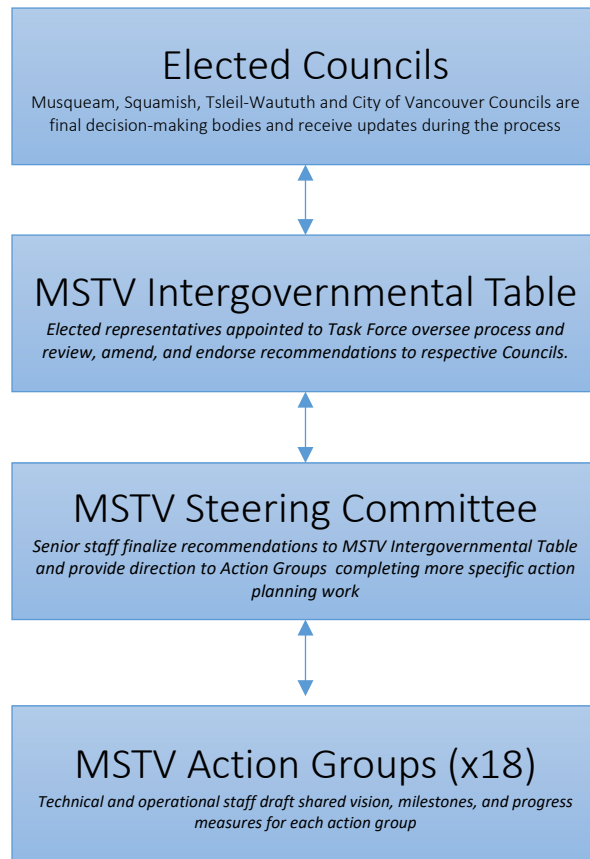 Elected Councils
Musqueam, Squamish, Tsleil-Waututh and City of Vancouver Councils are
final decision-making bodies and receive updates during the process
MSTV Intergovernmental Table
Elected representatives appointed to Task Force oversee process and
review, amend, and endorse recommendations to respective Councils.
MSTV Steering Committee
Senior staff finalize recommendations to MSTV Intergovernmental Table
and provide direction to Action Groups  completing more specific action
planning work
MSTV Action Groups (x18)
Technical and operational staff draft shared vision, milestones, and progress
measures for each action group